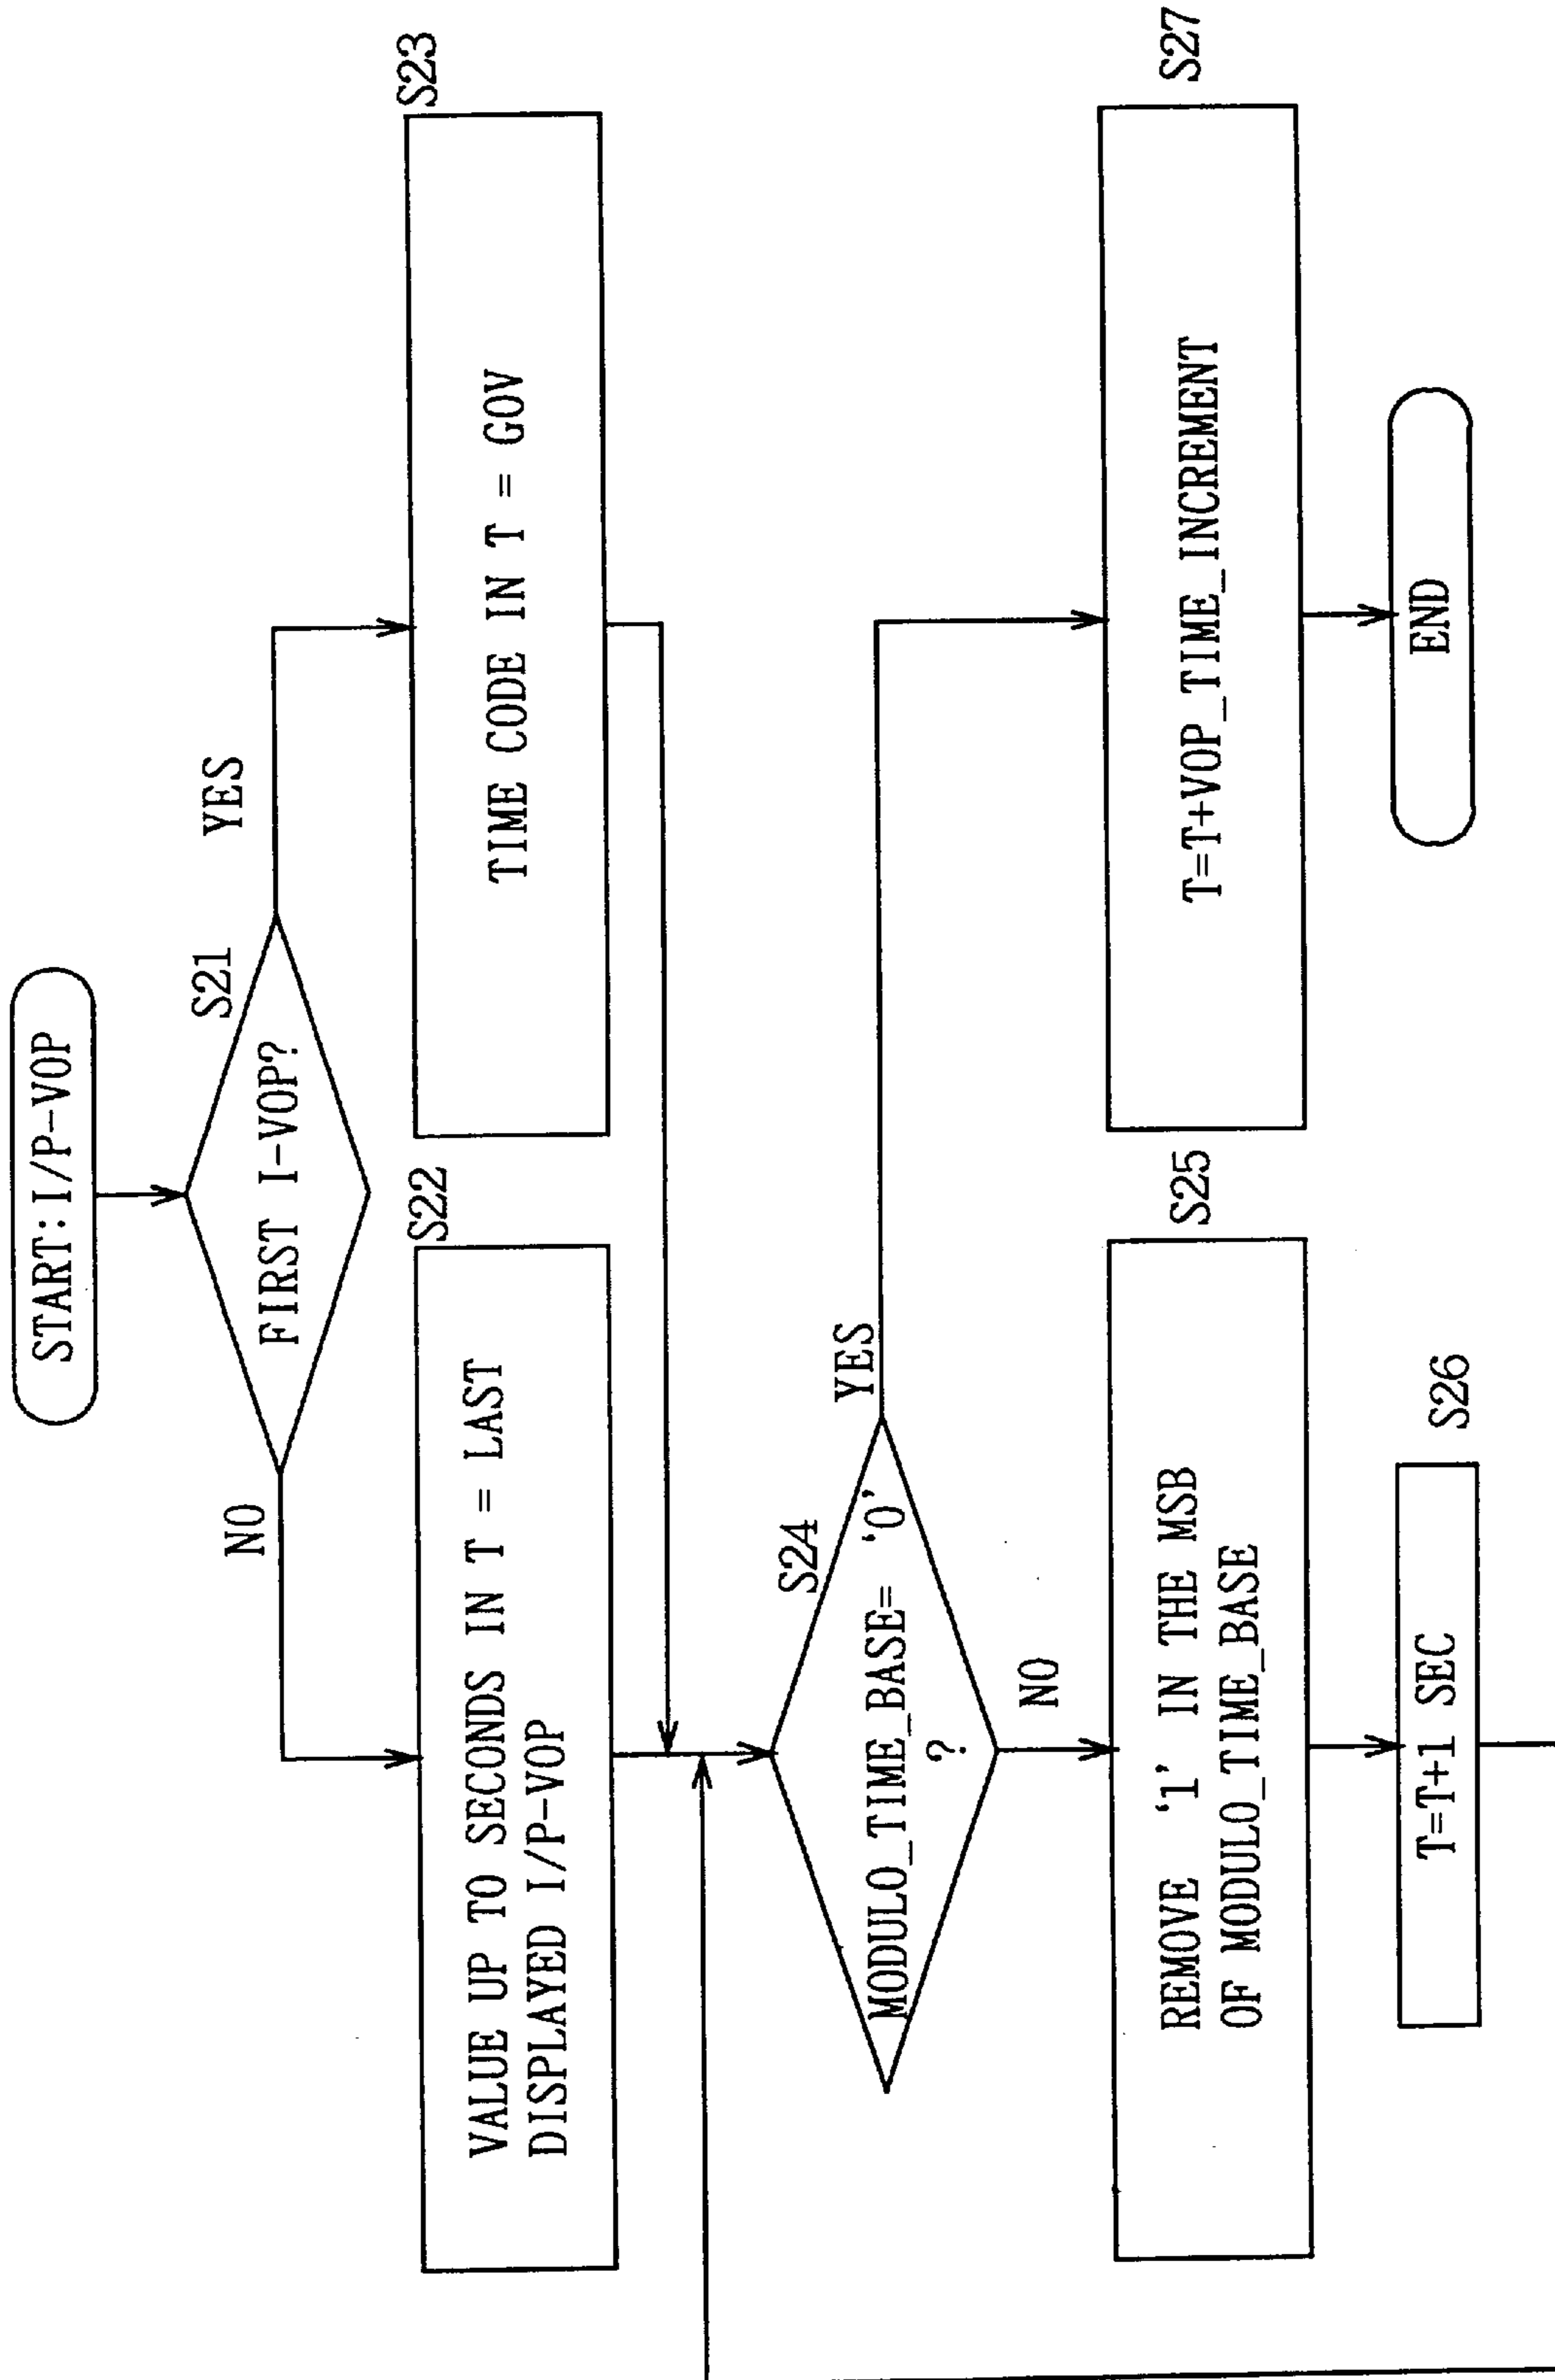 START:I/P-VOP
FIRST I-VOP?
S21
YES
NO
S22
VALUE UP TO SECONDS IN T = LAST
DISPLAYED I/P-VOP
S23
TIME CODE IN T = GOV
S24
MODULO_TIME_BASE= ‘0’
?
YES
NO
S25
REMOVE ‘1’ IN THE MSB
OF MODULO_TIME_BASE
S27
T=T+VOP_TIME_INCREMENT
S26
T=T+1 SEC
END